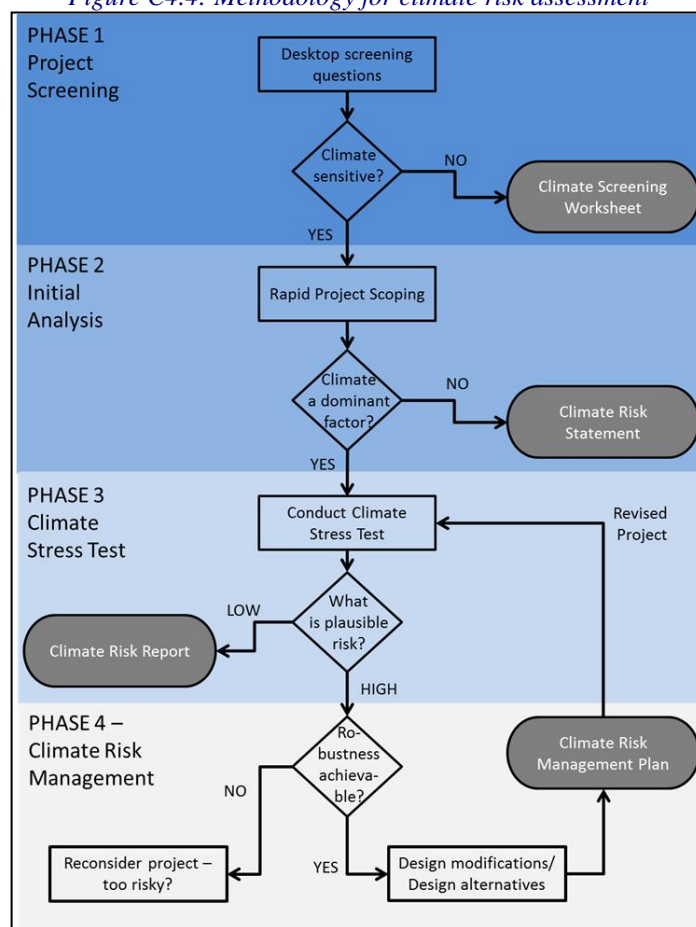 Figure C4.4: Methodology for climate risk assessment
PHASE 1
Project
Screening
Desktop screening
questions
Climate
sensitive?
NO
Climate Screening
Worksheet
YES
PHASE 2
Initial
Analysis
Rapid Project Scoping
Climate
a dominant
factor?
NO
Climate Risk
Statement
YES
PHASE 3
Climate
Stress Test
Conduct Climate
Stress Test
Revised
Project
What
is plausible
risk?
LOW
Climate Risk Report
HIGH
PHASE 4 –
Climate Risk
Management
Ro-
bustness
achieva-
ble?
Climate Risk
Management Plan
NO
YES
Reconsider project –
too risky?
Design modifications/
Design alternatives